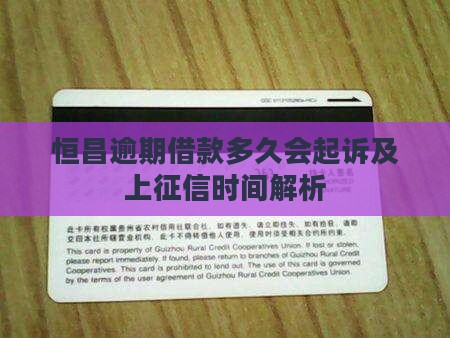 恒昌逾期借款多久会起诉及
上征信时间解析
此卡所有权属贵州省农村信用社联合社、如有遗失、请立即挂失、如有拾获、请即
交回本社所辖营业机构、此卡不得转借他人使用、使用时须受相关合约所约束。
This card is property of Guizhou Rural Credit Cooperatives Union. If lost or stolen,
please report immediately. If found, please return to branches of Guizhou Rural Credit
Cooperatives. This card is prohibited to lend out. The use of this card is governed
by the terms of the user agreement of Guizhou Rural Credit Cooperatives Union.